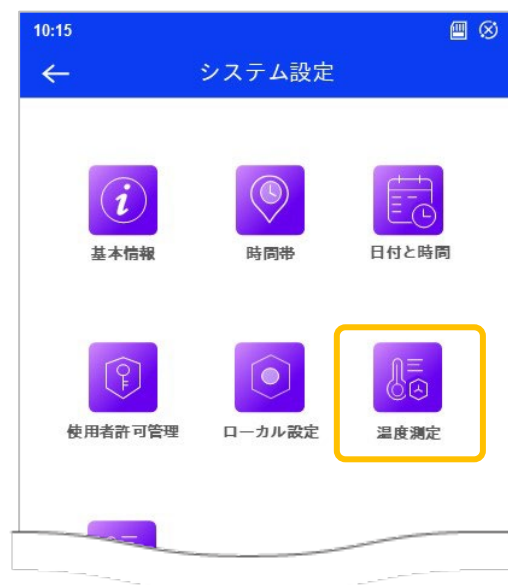 10:15
システム設定
基本情報
時間帯
日付と時間
使用者許可管理
ローカル設定
温度測定